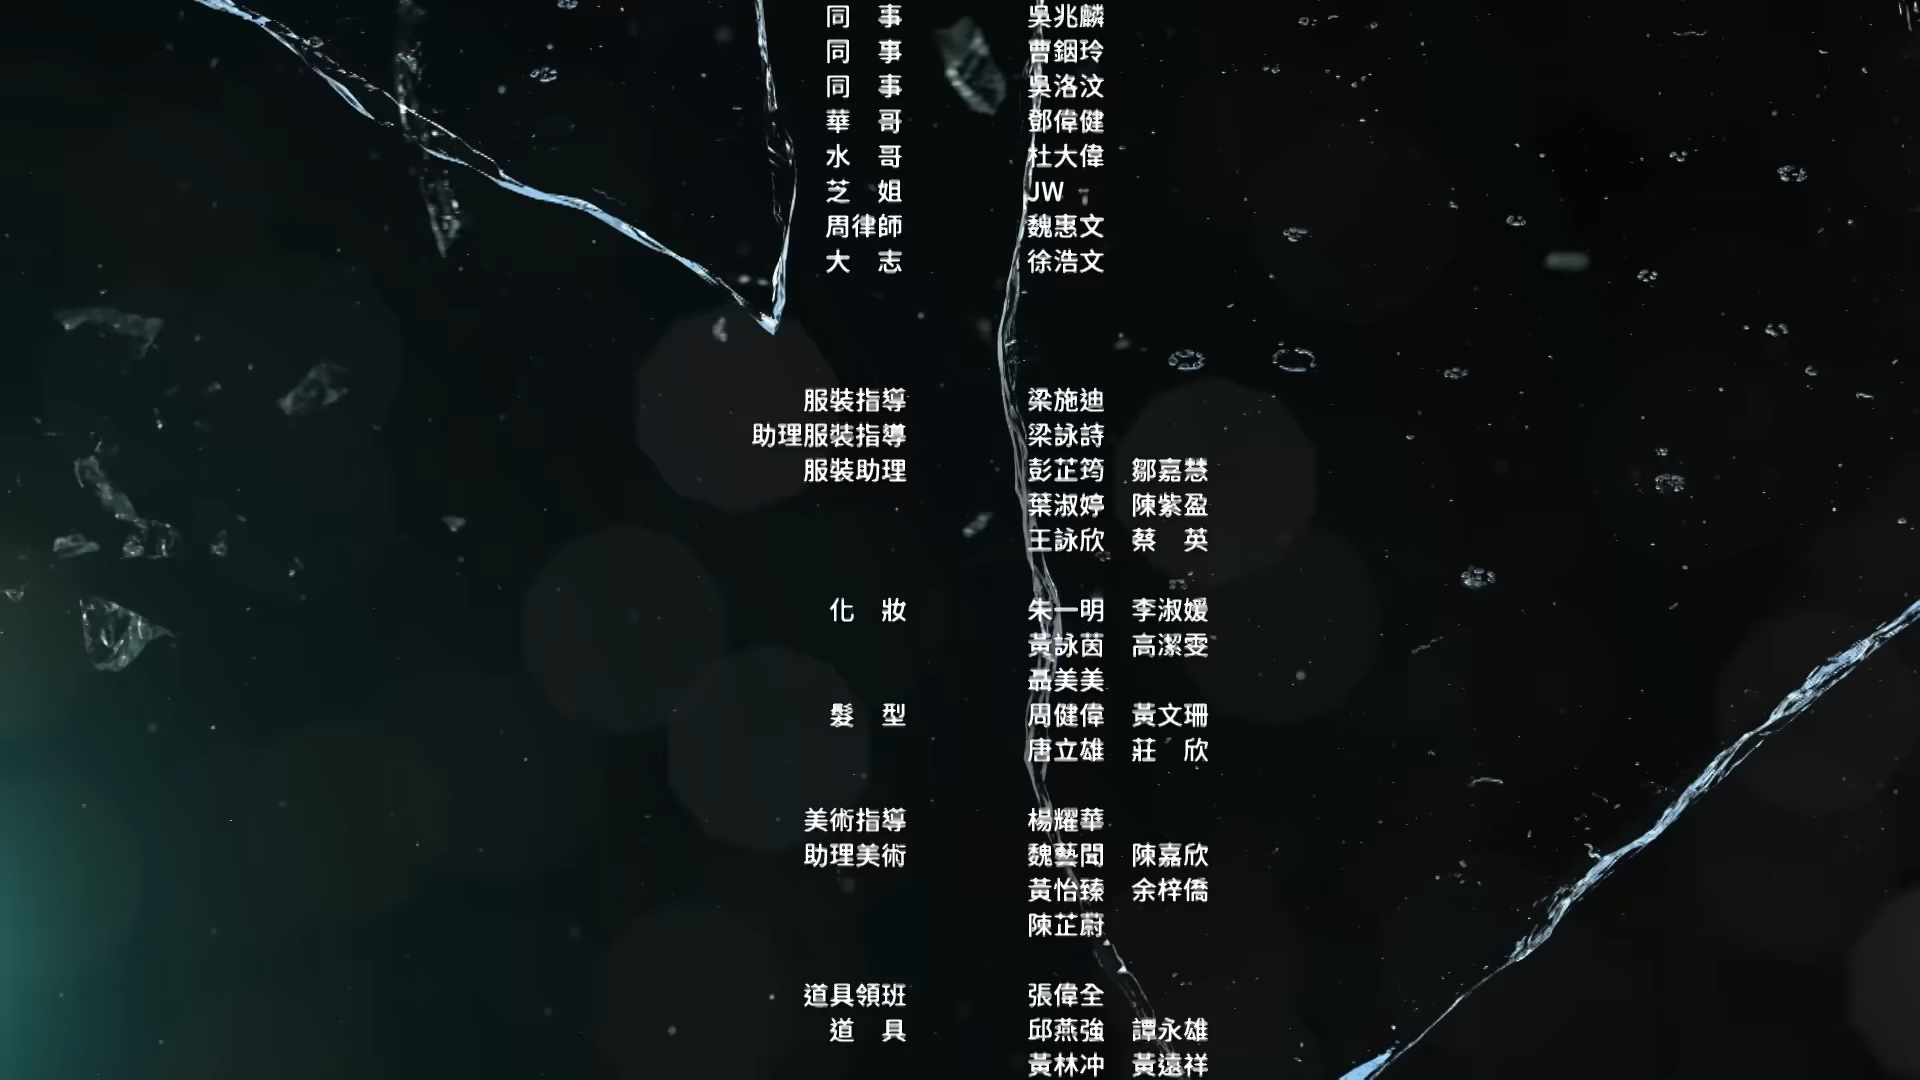 同　事　吳兆麟
同　事　曹錮玲
同　事　吳洛汶
華　哥　鄧偉健
水　哥　杜大偉
芝　姐　JW
周律師　魏惠文
大　志　徐浩文
服裝指導　梁施迪
助理服裝指導　梁詠詩
服裝助理　彭芷筠　鄒嘉慧
葉淑婷　陳紫盈
王詠欣　蔡　英
化　妝　朱一明　李淑媛
黃詠茵　高潔雯
聶美美
髮　型　周健偉　黃文珊
唐立雄　莊　欣
美術指導　楊耀華
助理美術　魏藝聞　陳嘉欣
黃怡臻　余梓僑
陳芷蔚
道具領班　張偉全
道　具　邱燕強　譚永雄
黃林冲　黃遠祥